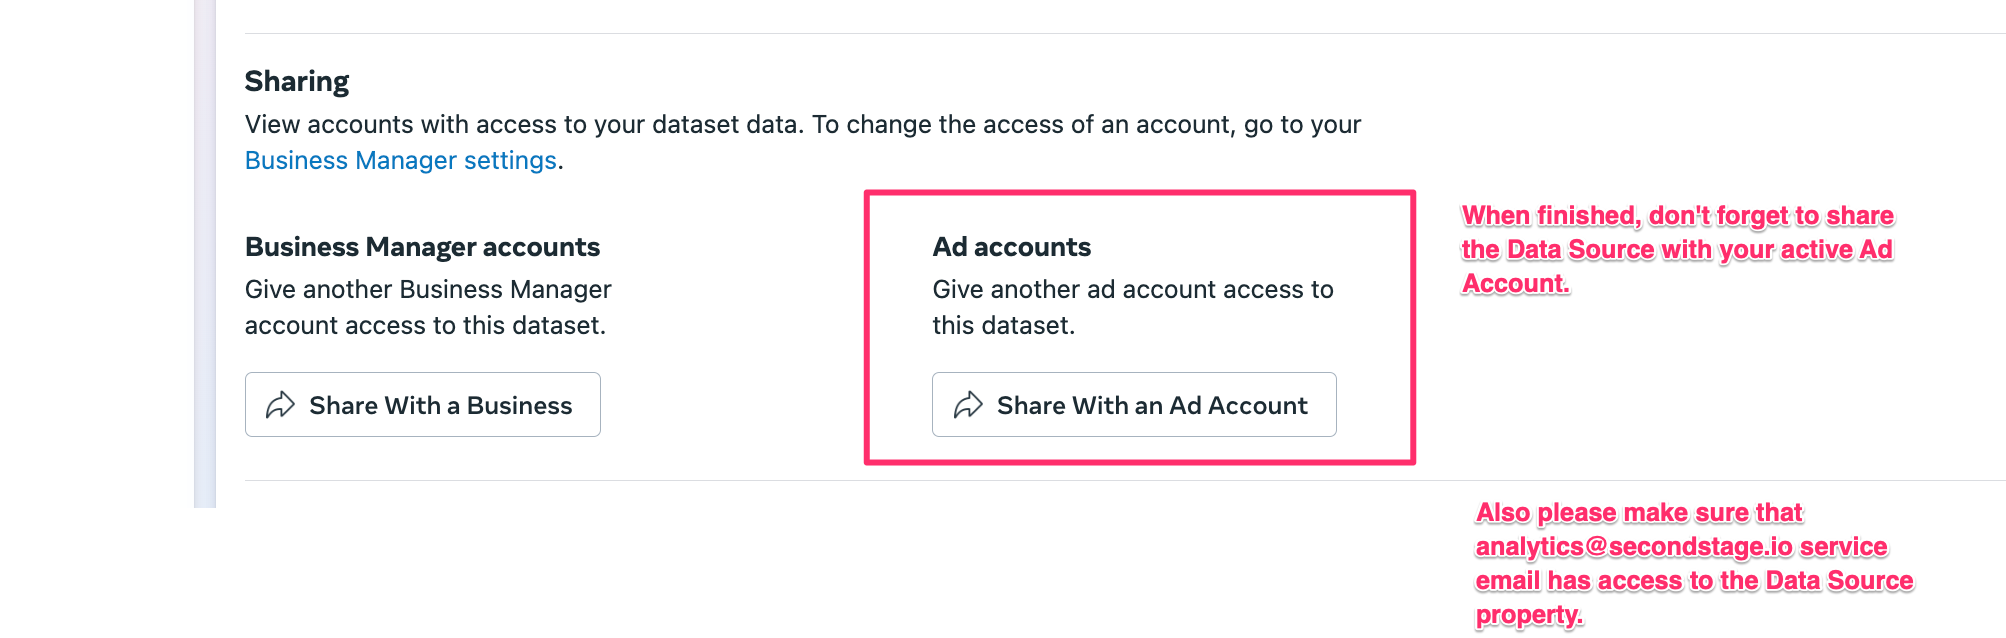 Sharing
View accounts with access to your dataset data. To change the access of an account, go to your
Business Manager settings.
Business Manager accounts
Give another Business Manager
account access to this dataset.
Share With a Business
Ad accounts
Give another ad account access to
this dataset.
Share With an Ad Account
When finished, don't forget to share
the Data Source with your active Ad
Account.
Also please make sure that
analytics@secondstage.io service
email has access to the Data Source
property.